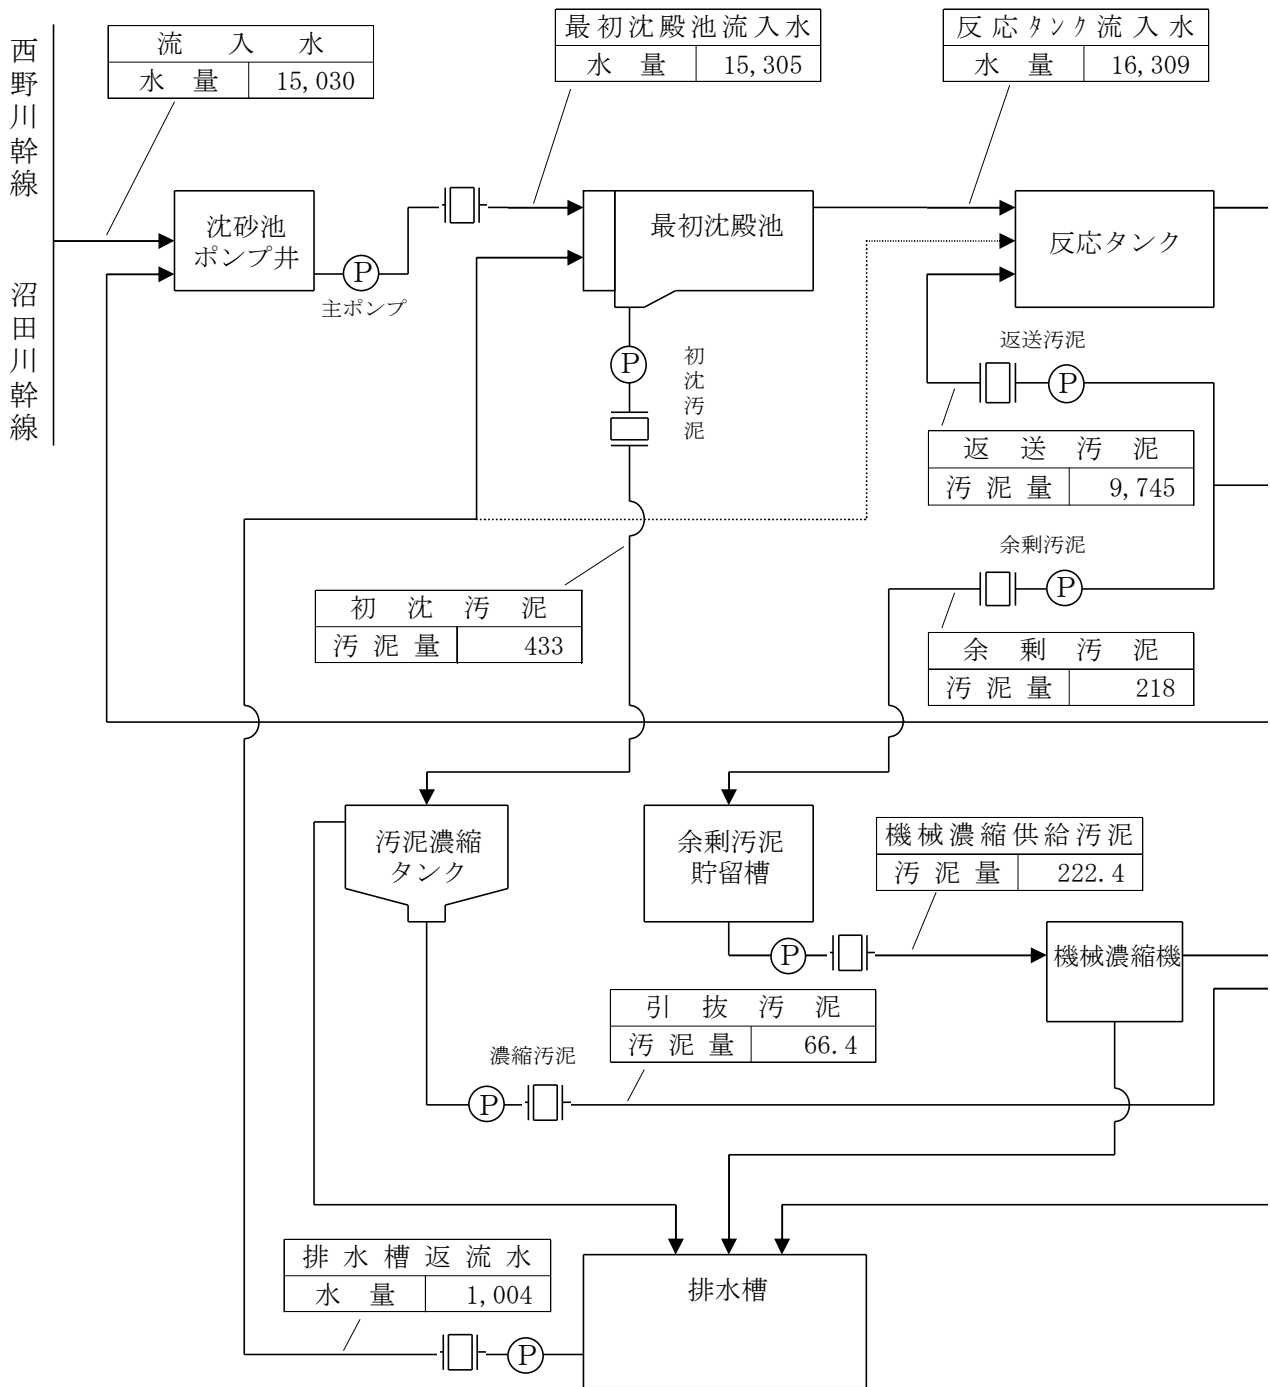 西野川幹線
沼田川幹線
流入水
水量 15,030
最初沈殿池流入水
水量 15,305
反応タンク流入水
水量 16,309
沈砂池
ポンプ井
P
主ポンプ
最初沈殿池
反応タンク
P
初沈汚泥
返送汚泥
P
返送汚泥
汚泥量 9,745
余剰汚泥
P
余剰汚泥
汚泥量 218
初沈汚泥
汚泥量 433
汚泥濃縮
タンク
余剰汚泥
貯留槽
機械濃縮供給汚泥
汚泥量 222.4
P
機械濃縮機
引抜汚泥
汚泥量 66.4
濃縮汚泥
P
排水槽返流水
水量 1,004
排水槽
P